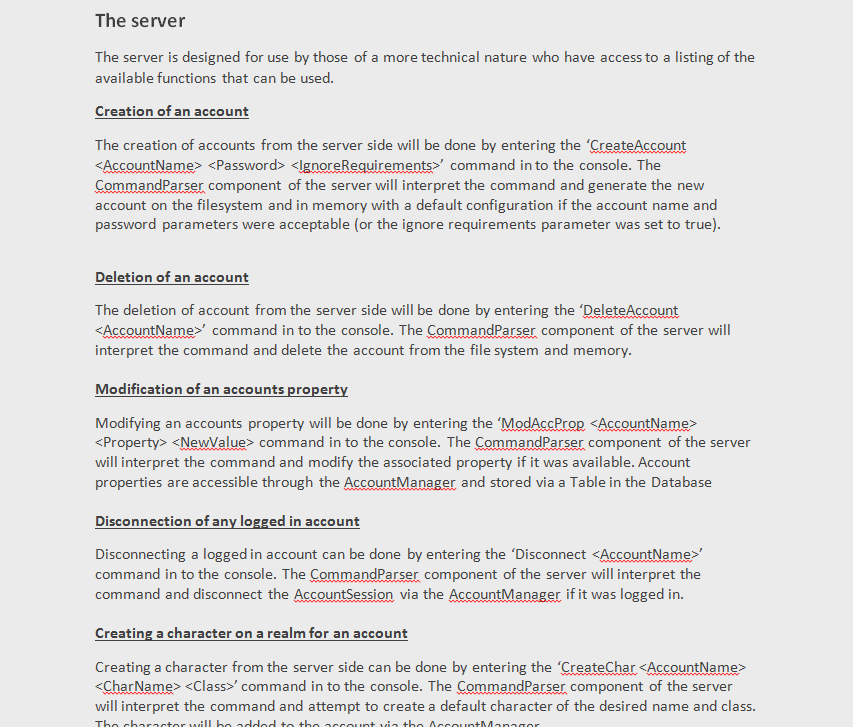 The server
The server is designed for use by those of a more technical nature who have access to a listing of the
available functions that can be used.
Creation of an account
The creation of accounts from the server side will be done by entering the ‘CreateAccount
<AccountName> <Password> <IgnoreRequirements>’ command in to the console. The
CommandParser component of the server will interpret the command and generate the new
account on the filesystem and in memory with a default configuration if the account name and
password parameters were acceptable (or the ignore requirements parameter was set to true).
Deletion of an account
The deletion of account from the server side will be done by entering the ‘DeleteAccount
<AccountName>’ command in to the console. The CommandParser component of the server will
interpret the command and delete the account from the file system and memory.
Modification of an accounts property
Modifying an accounts property will be done by entering the ‘ModAccProp <AccountName>
<Property> <NewValue> command in to the console. The CommandParser component of the server
will interpret the command and modify the associated property if it was available. Account
properties are accessible through the AccountManager and stored via a Table in the Database
Disconnection of any logged in account
Disconnecting a logged in account can be done by entering the ‘Disconnect <AccountName>’
command in to the console. The CommandParser component of the server will interpret the
command and disconnect the AccountSession via the AccountManager if it was logged in.
Creating a character on a realm for an account
Creating a character from the server side can be done by entering the ‘CreateChar <AccountName>
<CharName> <Class>’ command in to the console. The CommandParser component of the server
will interpret the command and attempt to create a default character of the desired name and class.
The character will be added to the account via the AccountManager.